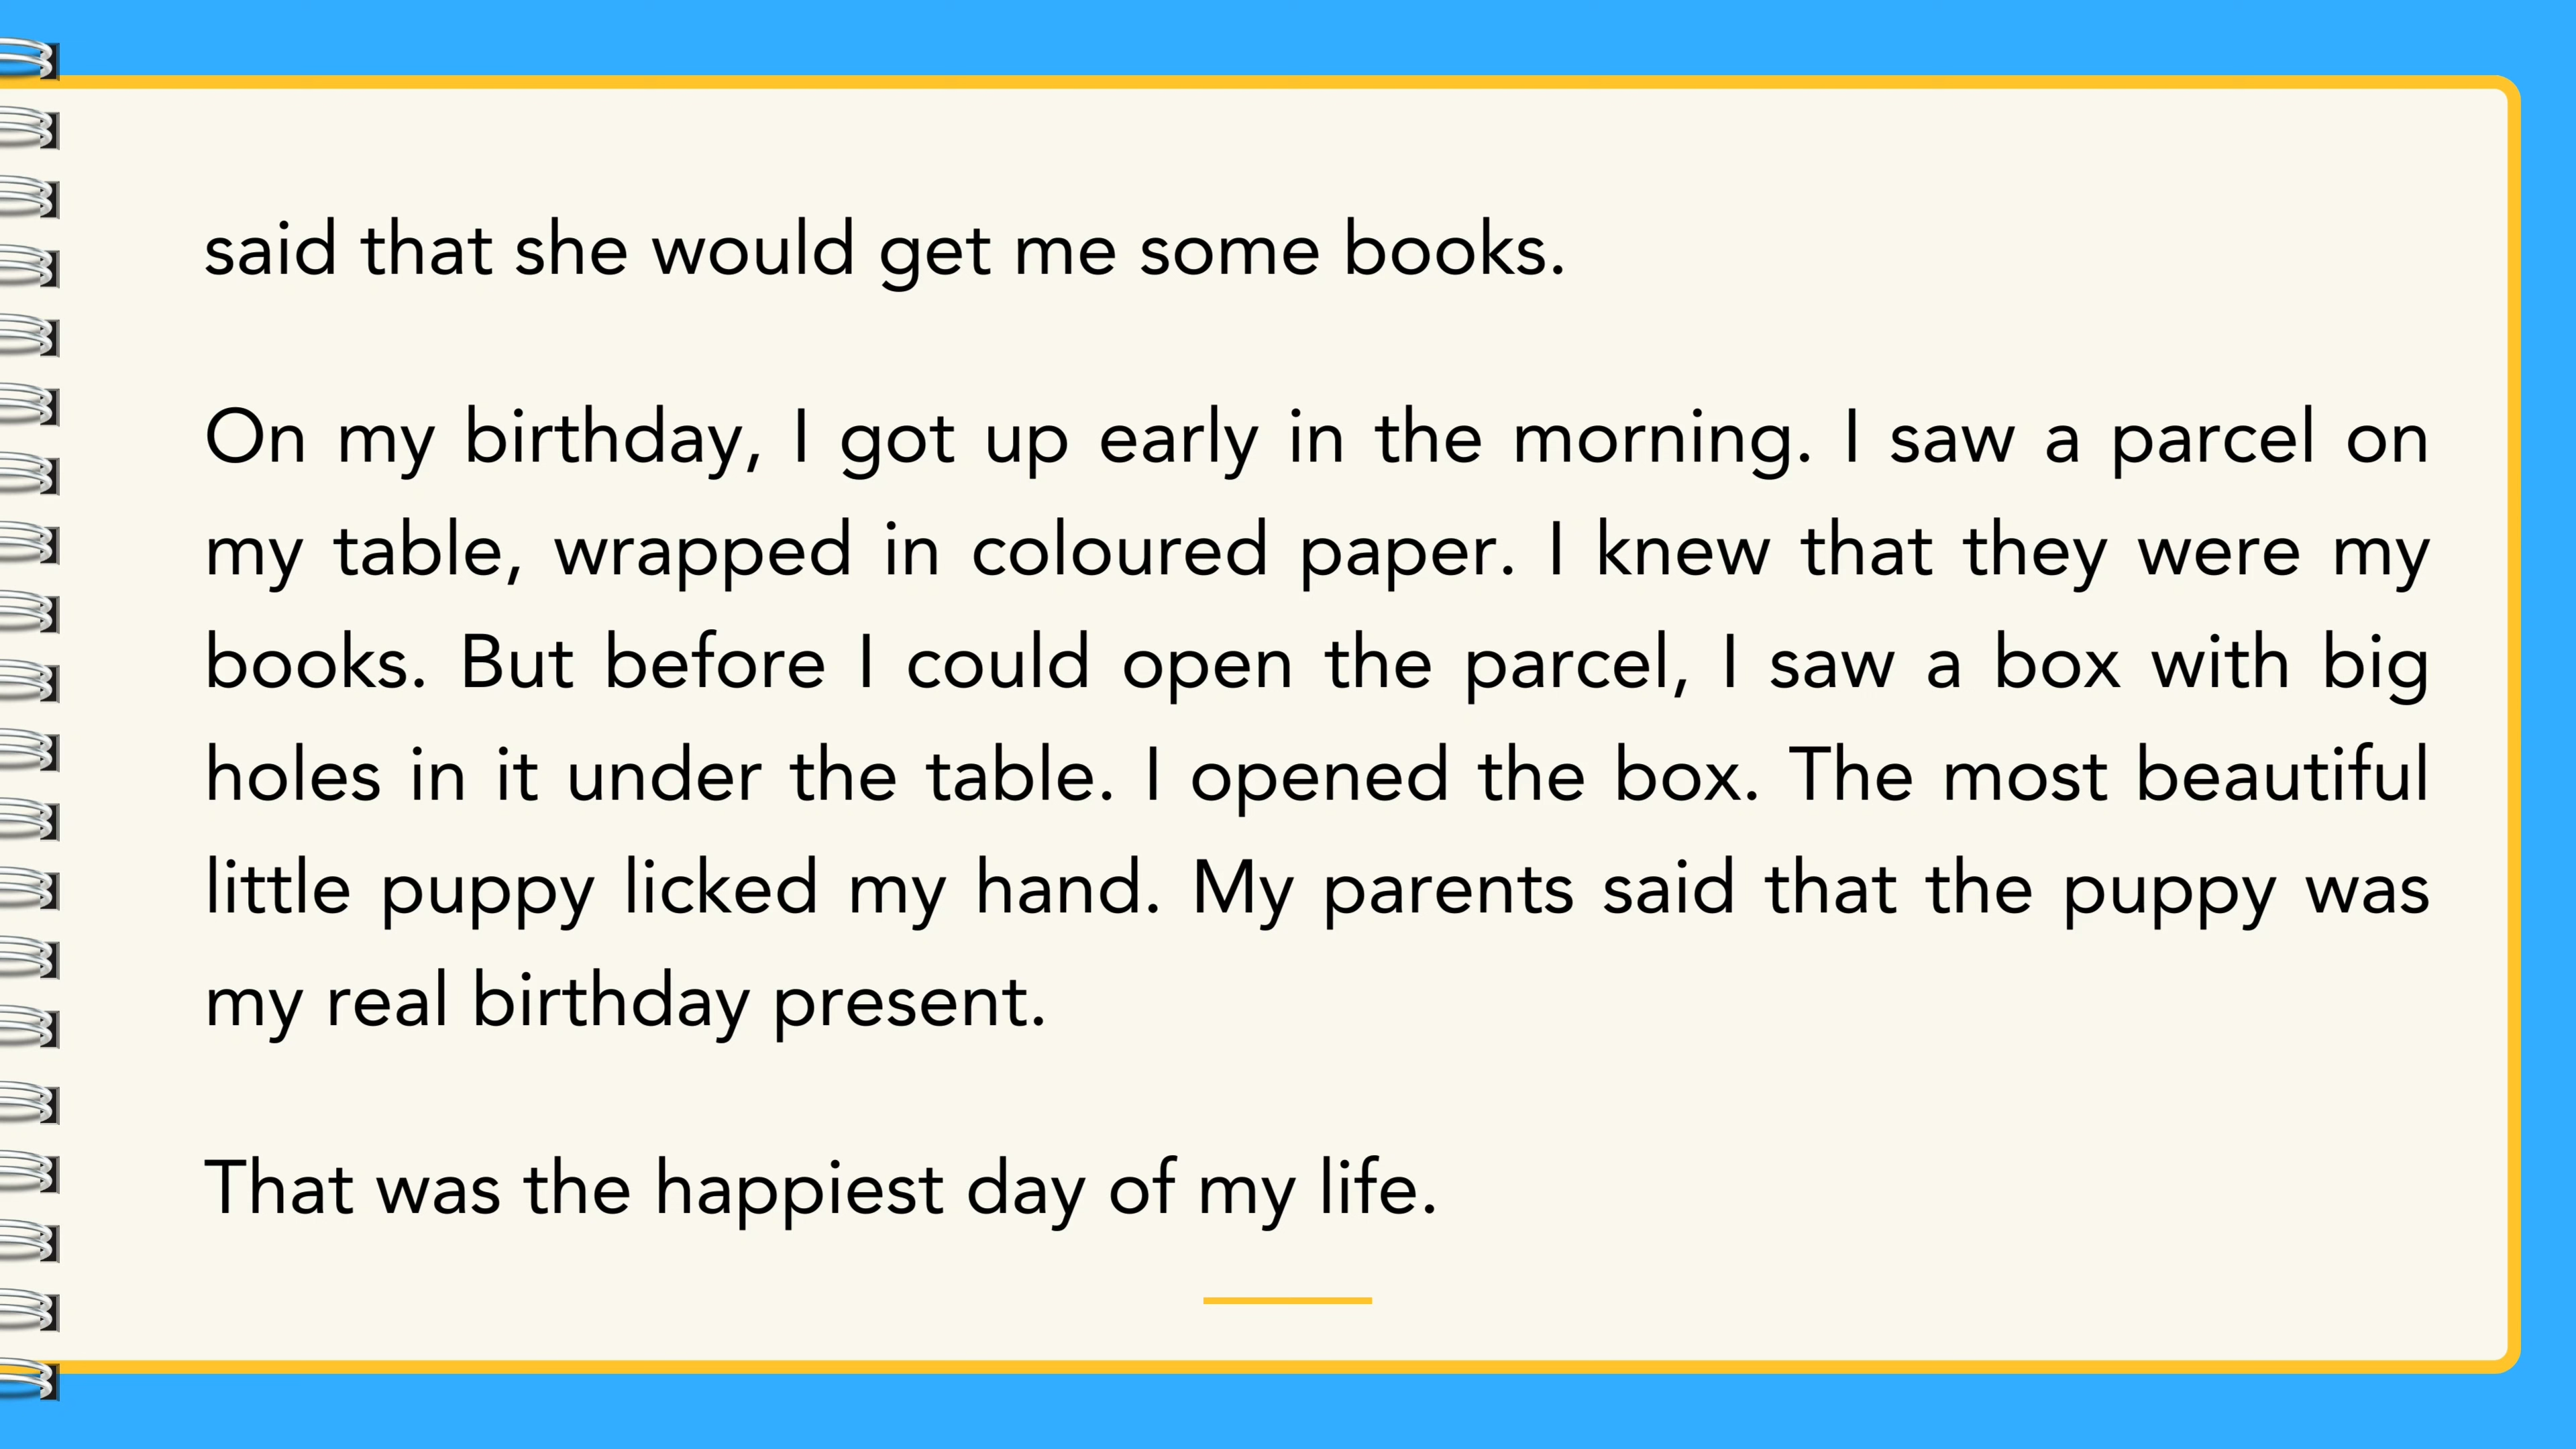 said that she would get me some books.
On my birthday, I got up early in the morning. I saw a parcel on
my table, wrapped in coloured paper. I knew that they were my
books. But before I could open the parcel, I saw a box with big
holes in it under the table. I opened the box. The most beautiful
little puppy licked my hand. My parents said that the puppy was
my real birthday present.
That was the happiest day of my life.